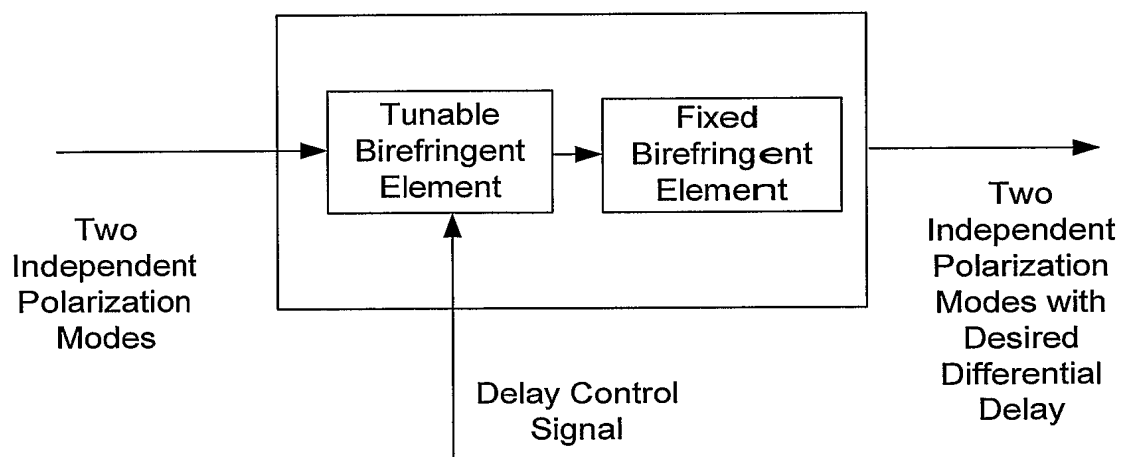 Tunable
Birefringent
Element
Fixed
Birefringent
Element
Two
Independent
Polarization
Modes
Two
Independent
Polarization
Modes with
Desired
Differential
Delay
Delay Control
Signal